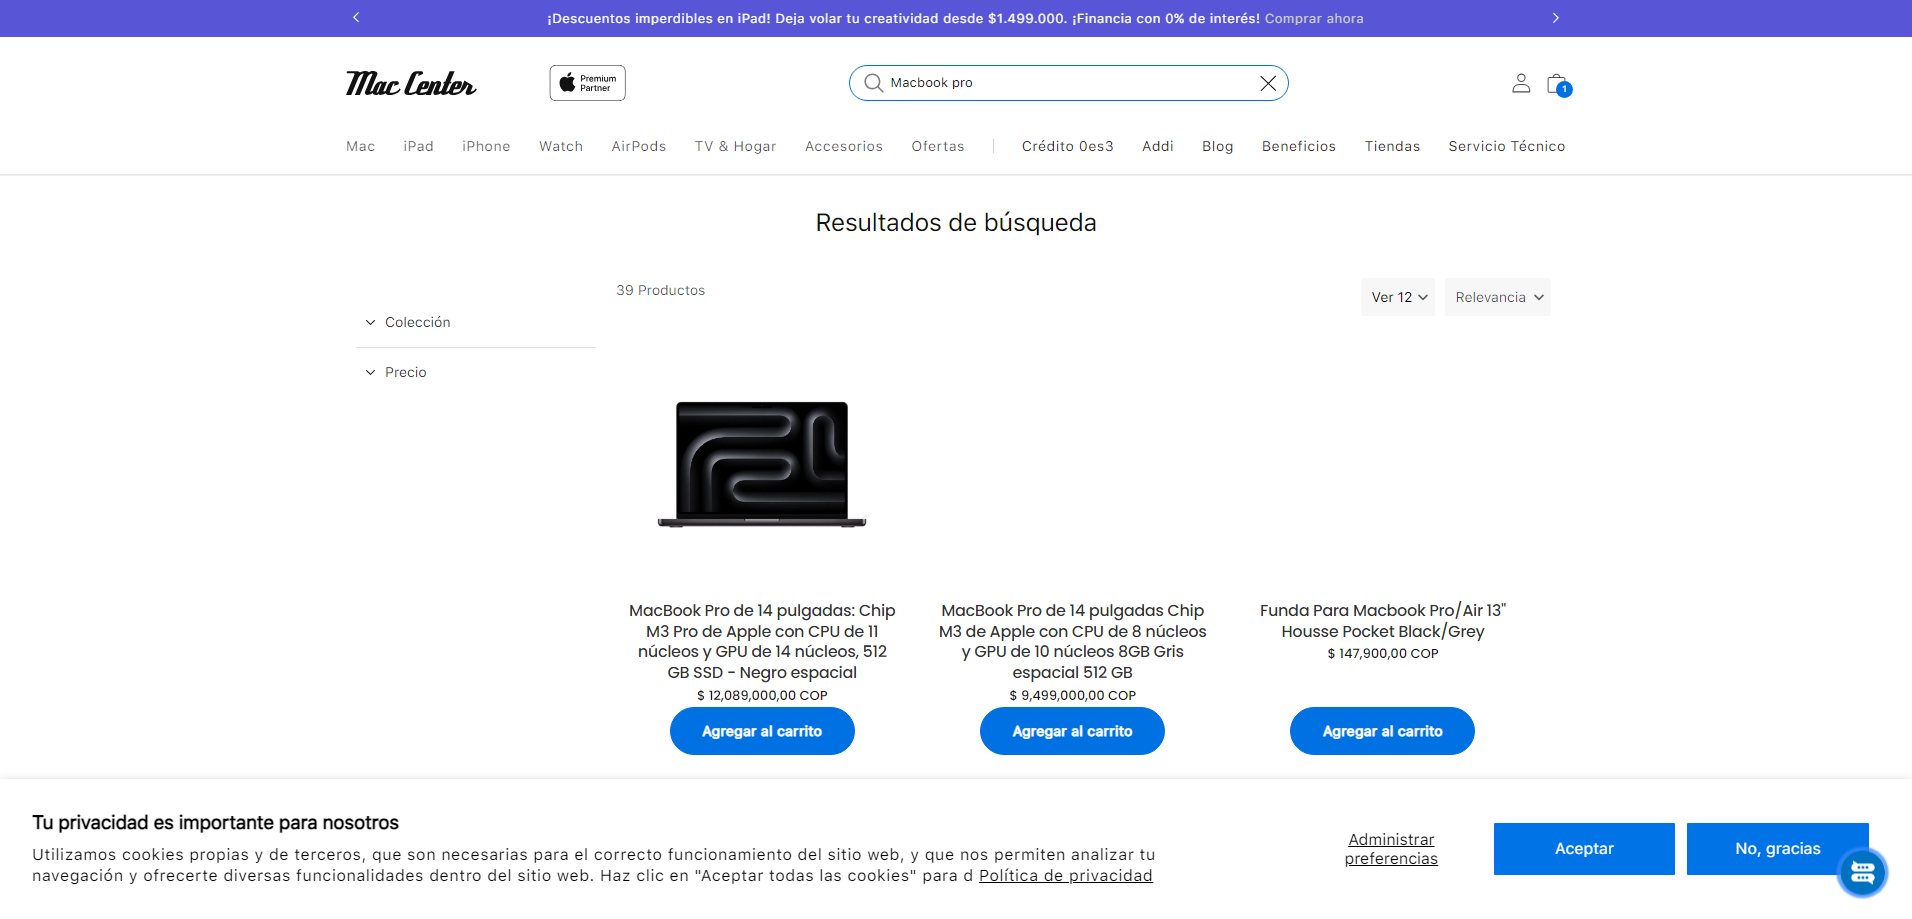 ¡Descuentos imperdibles en iPad! Deja volar tu creatividad desde $1.499.000. ¡Financia con 0% de interés! Comprar ahora
Mac Center
Premium
Partner
Macbook pro
1
Mac iPad iPhone Watch AirPods TV & Hogar Accesorios Ofertas Crédito 0es3 Addi Blog Beneficios Tiendas Servicio Técnico
Resultados de búsqueda
39 Productos
Ver 12
Relevancia
Colección
Precio
MacBook Pro de 14 pulgadas: Chip
M3 Pro de Apple con CPU de 11
núcleos y GPU de 14 núcleos, 512
GB SSD - Negro espacial
$ 12,089,000,00 COP
Agregar al carrito
MacBook Pro de 14 pulgadas Chip
M3 de Apple con CPU de 8 núcleos
y GPU de 10 núcleos 8GB Gris
espacial 512 GB
$ 9,499,000,00 COP
Agregar al carrito
Funda Para Macbook Pro/Air 13"
Housse Pocket Black/Grey
$ 147,900,00 COP
Agregar al carrito
Tu privacidad es importante para nosotros
Utilizamos cookies propias y de terceros, que son necesarias para el correcto funcionamiento del sitio web, y que nos permiten analizar tu
navegación y ofrecerte diversas funcionalidades dentro del sitio web. Haz clic en "Aceptar todas las cookies" para d Política de privacidad
Administrar
preferencias
Aceptar
No, gracias